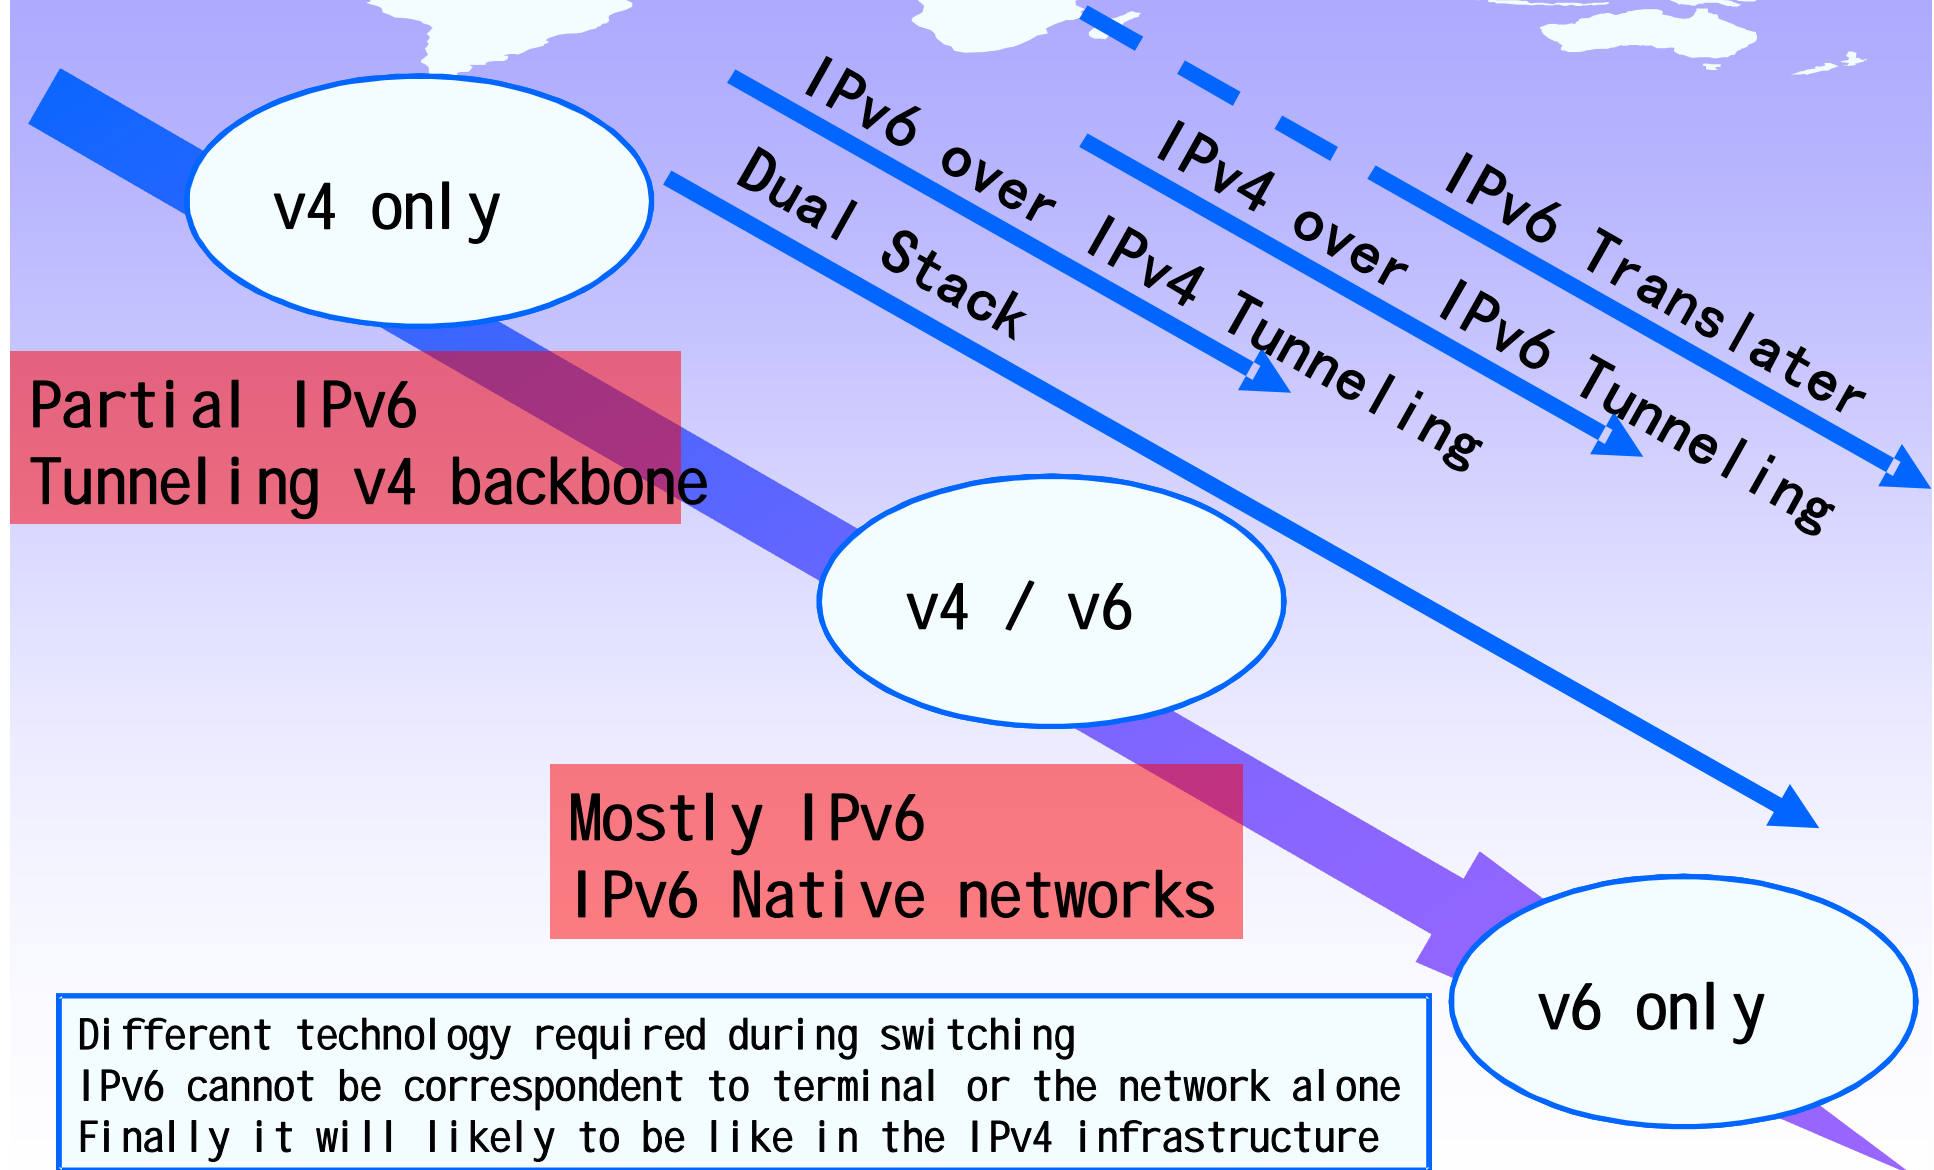 v4 only
IPv6 over IPv4 Tunneling
Dual Stack
IPv4 over IPv6 Tunneling
IPv6 Translater
Partial IPv6
Tunneling v4 backbone
v4 / v6
Mostly IPv6
IPv6 Native networks
v6 only
Different technology required during switching
IPv6 cannot be correspondent to terminal or the network alone
Finally it will likely to be like in the IPv4 infrastructure